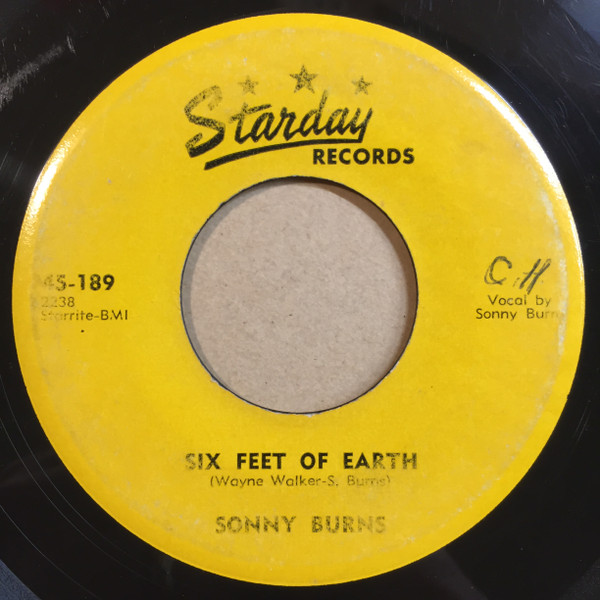 Starday
RECORDS
45-189
2238
Starrite-BMI
C.H.
Vocal by
Sonny Burns
SIX FEET OF EARTH
(Wayne Walker-S. Burns)
SONNY BURNS